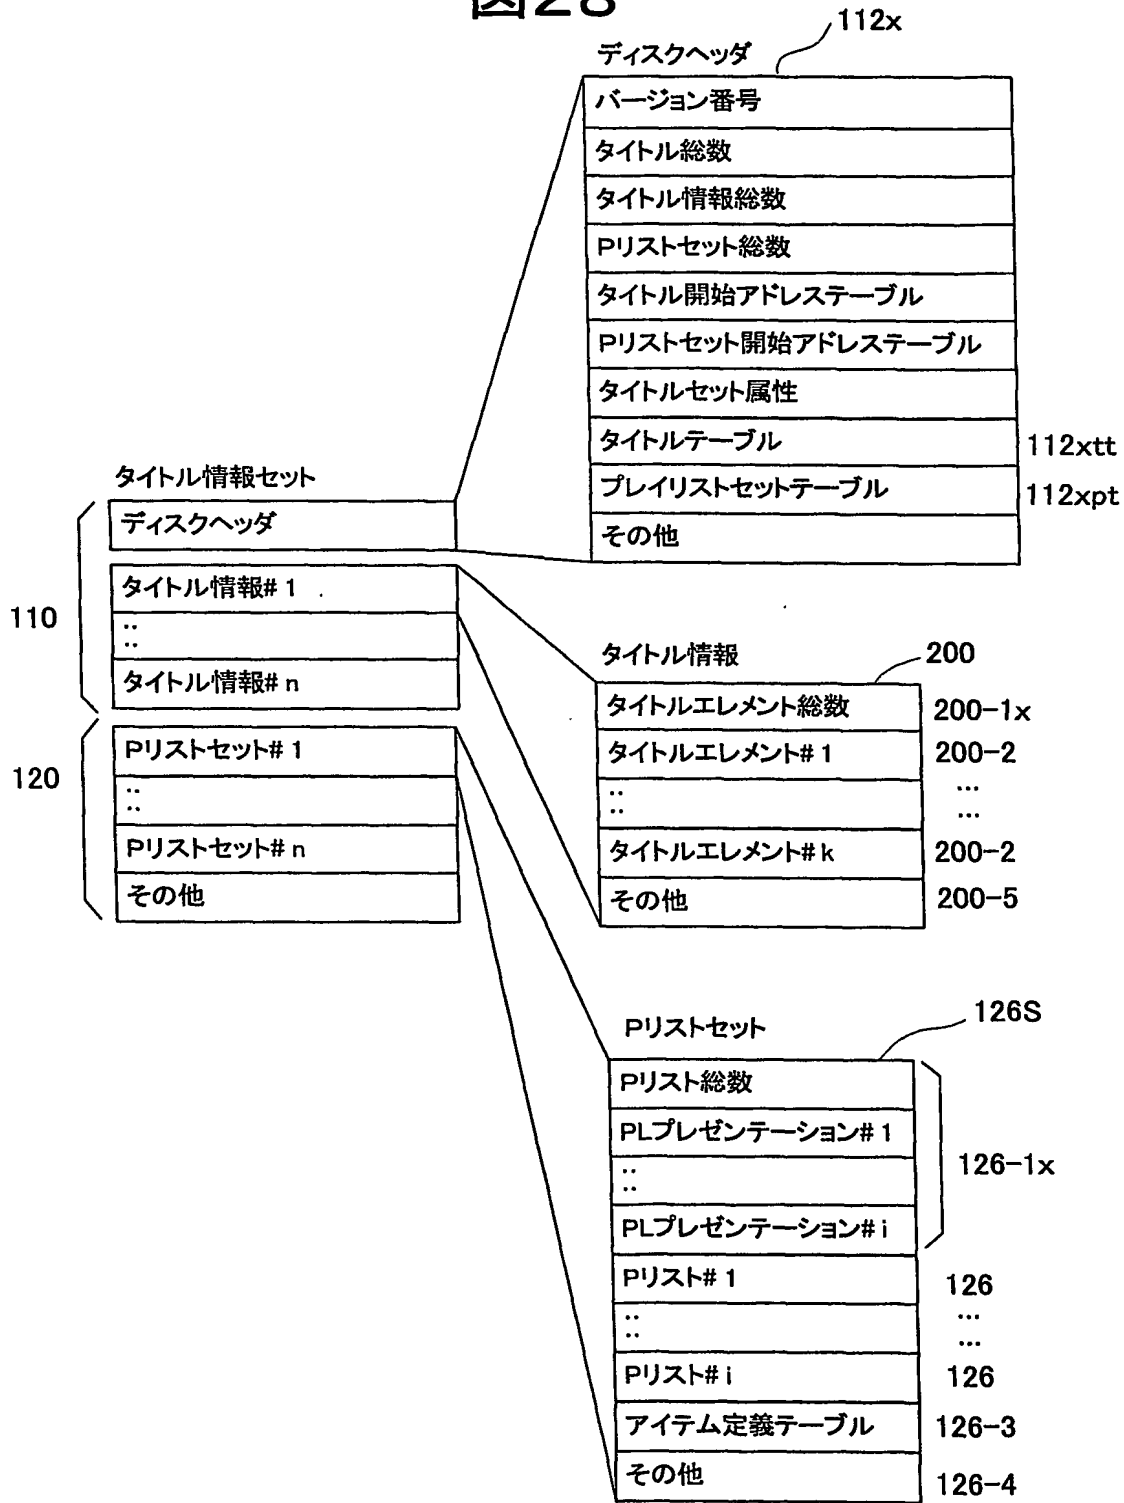 図28
112x
ディスクヘッダ
バージョン番号
タイトル総数
タイトル情報総数
Pリストセット総数
タイトル開始アドレステーブル
Pリストセット開始アドレステーブル
タイトルセット属性
タイトルテーブル 112xtt
プレイリストセットテーブル 112xpt
その他
タイトル情報セット
ディスクヘッダ
タイトル情報#1
::
タイトル情報#n
110
Pリストセット#1
::
Pリストセット#n
その他
120
タイトル情報 200
タイトルエレメント総数 200-1x
タイトルエレメント#1 200-2
:: ... ...
タイトルエレメント#k 200-2
その他 200-5
Pリストセット 126S
Pリスト総数
PLプレゼンテーション#1
::
PLプレゼンテーション#i
126-1x
Pリスト#1 126
:: ... ...
Pリスト#i 126
アイテム定義テーブル 126-3
その他 126-4